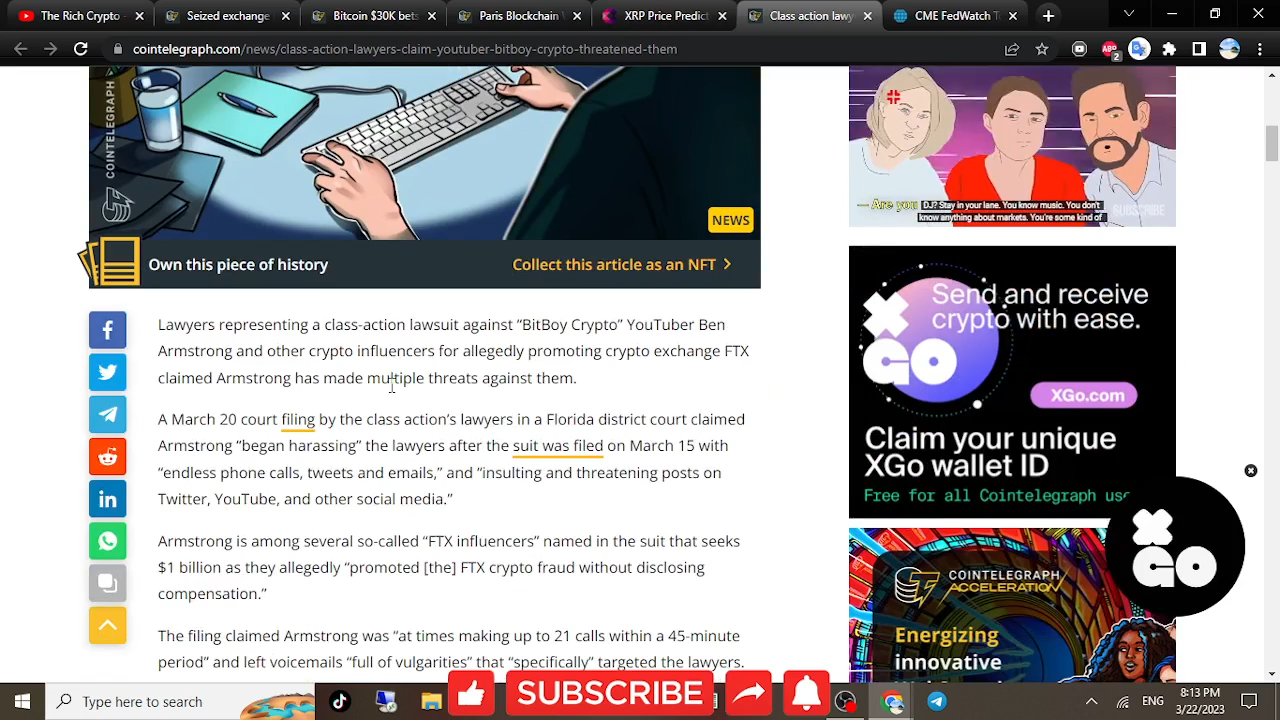 The Rich Crypto
Seized exchange
Bitcoin $30K bets
Paris Blockchain
XRP Price Predict
Class action lawy
CME FedWatch T
cointelegraph.com/news/class-action-lawyers-claim-youtuber-bitboy-crypto-threatened-them
ABP
2
COINTELEGRAPH
NEWS
Own this piece of history
Collect this article as an NFT
Lawyers representing a class-action lawsuit against “BitBoy Crypto” YouTuber Ben
Armstrong and other crypto influencers for allegedly promoting crypto exchange FTX
claimed Armstrong has made multiple threats against them.
A March 20 court filing by the class action’s lawyers in a Florida district court claimed
Armstrong “began harassing” the lawyers after the suit was filed on March 15 with
“endless phone calls, tweets and emails,” and “insulting and threatening posts on
Twitter, YouTube, and other social media.”
Armstrong is among several so-called “FTX influencers” named in the suit that seeks
$1 billion as they allegedly “promoted [the] FTX crypto fraud without disclosing
compensation.”
The filing claimed Armstrong was “at times making up to 21 calls within a 45-minute
period” and left voicemails “full of vulgarities” that “specifically” targeted the lawyers.
— Are you
DJ? Stay in your lane. You know music. You don't
know anything about markets. You're some kind of
SUBSCRIBE
X
GO
Send and receive
crypto with ease.
XGo.com
Claim your unique
XGo wallet ID
Free for all Cointelegraph use
X
GO
COINTELEGRAPH
ACCELERATION
Energizing
innovative
SUBSCRIBE
Type here to search
ENG
8:13 PM
3/22/2023